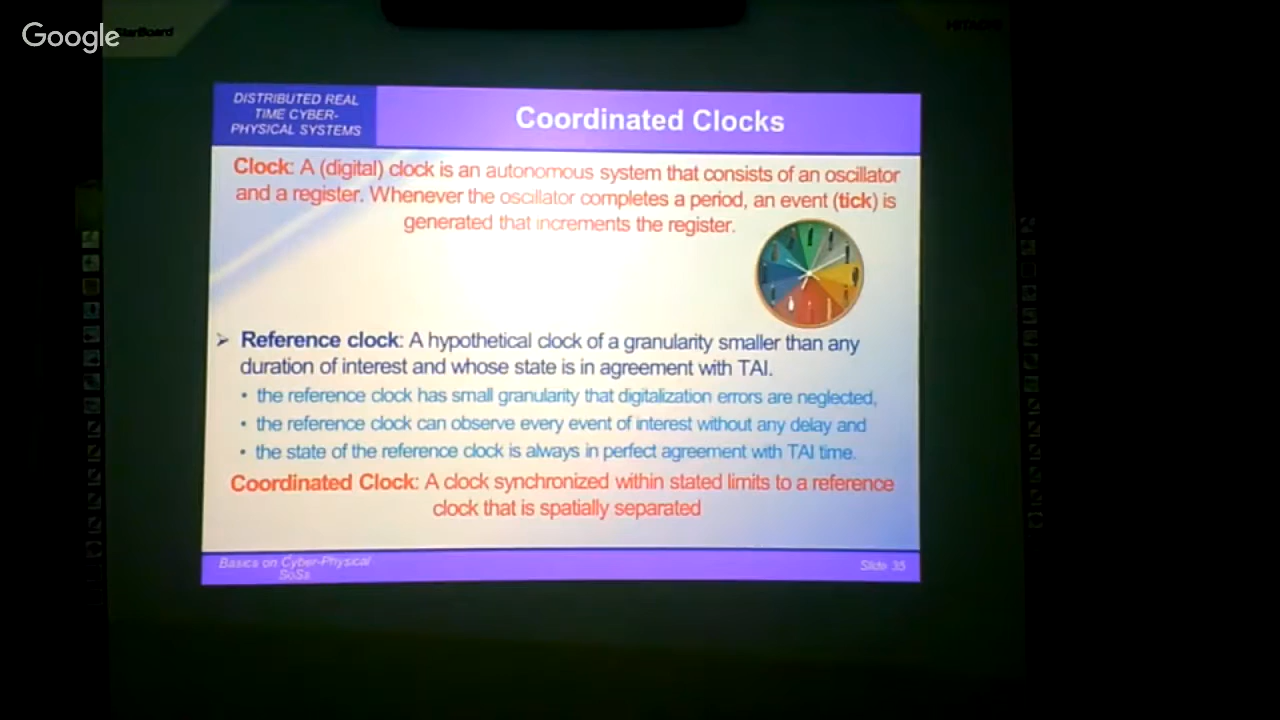 Google
StarBoard
HITACHI
DISTRIBUTED REAL
TIME CYBER-
PHYSICAL SYSTEMS
Coordinated Clocks
Clock: A (digital) clock is an autonomous system that consists of an oscillator
and a register. Whenever the oscillator completes a period, an event (tick) is
generated that increments the register.
➢ Reference clock: A hypothetical clock of a granularity smaller than any
duration of interest and whose state is in agreement with TAI.
• the reference clock has small granularity that digitalization errors are neglected,
• the reference clock can observe every event of interest without any delay and
• the state of the reference clock is always in perfect agreement with TAI time.
Coordinated Clock: A clock synchronized within stated limits to a reference
clock that is spatially separated
Basics on Cyber-Physical
SoSs
Slide 35